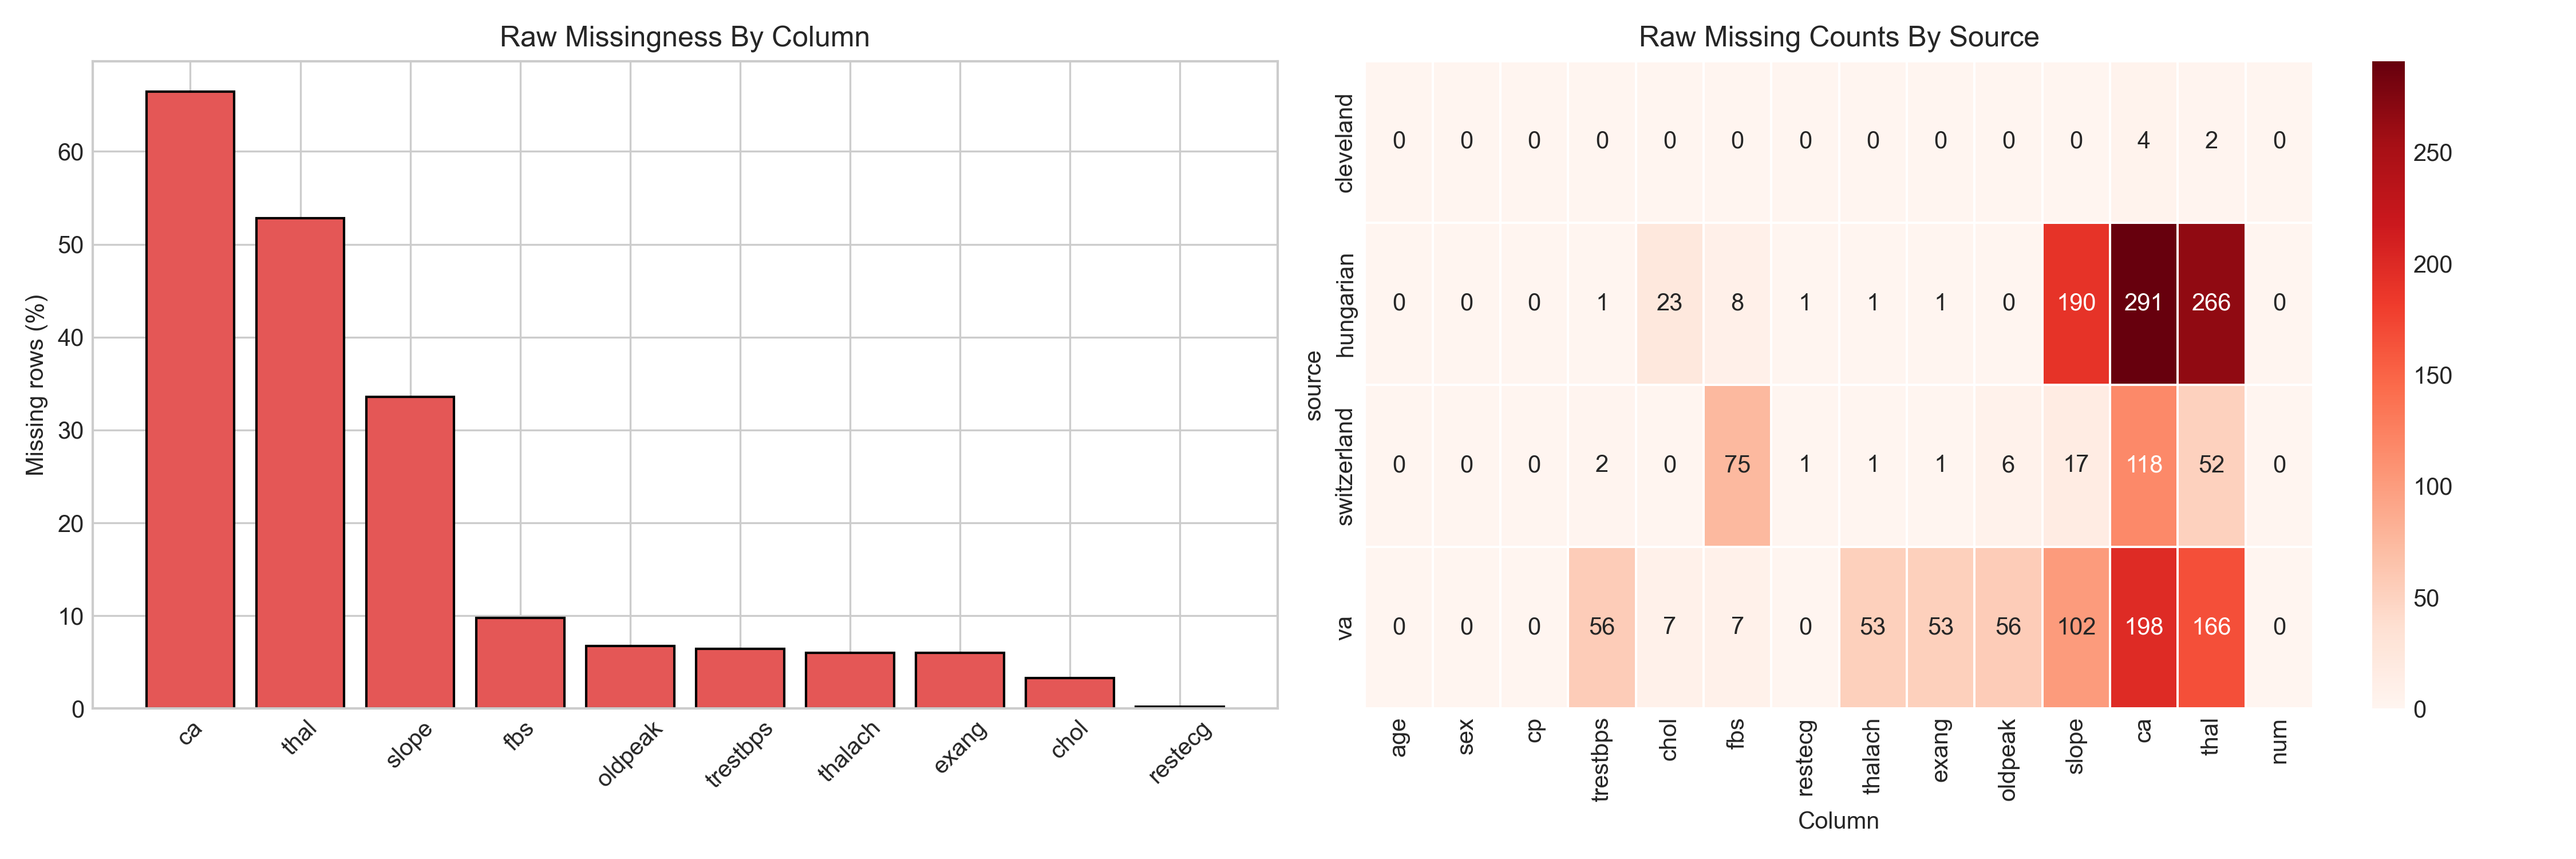 Raw Missingness By Column
Missing rows (%)
60
50
40
30
20
10
0
ca thal slope fbs oldpeak trestbps thalach exang chol restecg
Raw Missing Counts By Source
source
cleveland 0 0 0 0 0 0 0 0 0 0 0 4 2 0
hungarian 0 0 0 1 23 8 1 1 1 0 190 291 266 0
switzerland 0 0 0 2 0 75 1 1 1 6 17 118 52 0
va 0 0 0 56 7 7 0 53 53 56 102 198 166 0
age sex cp trestbps chol fbs restecg thalach exang oldpeak slope ca thal num
Column
250
200
150
100
50
0